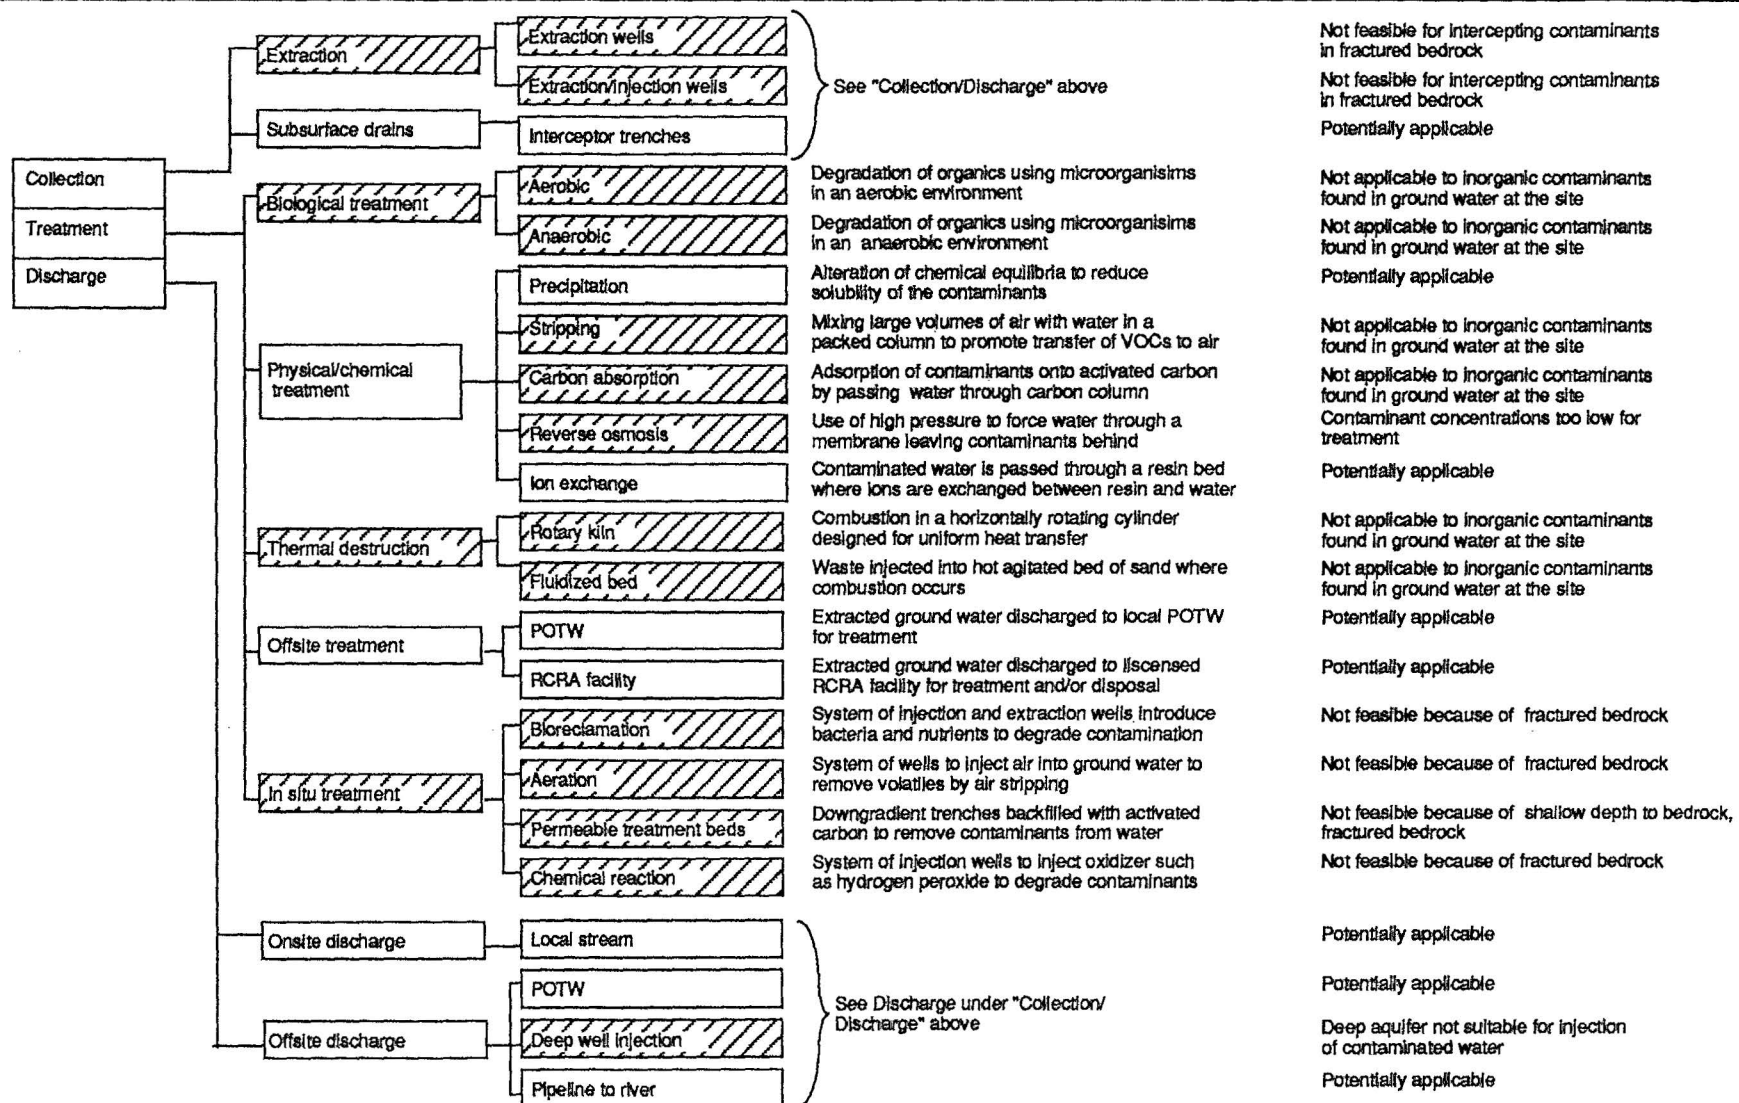 Extraction
Extraction wells
Not feasible for intercepting contaminants
in fractured bedrock
Extraction/injection wells
See "Collection/Discharge" above
Not feasible for intercepting contaminants
in fractured bedrock
Subsurface drains
Interceptor trenches
Potentially applicable
Collection
Treatment
Discharge
Biological treatment
Aerobic
Degradation of organics using microorganisims
in an aerobic environment
Not applicable to inorganic contaminants
found in ground water at the site
Anaerobic
Degradation of organics using microorganisims
in an anaerobic environment
Not applicable to inorganic contaminants
found in ground water at the site
Physical/chemical
treatment
Precipitation
Alteration of chemical equilibria to reduce
solubility of the contaminants
Potentially applicable
Stripping
Mixing large volumes of air with water in a
packed column to promote transfer of VOCs to air
Not applicable to inorganic contaminants
found in ground water at the site
Carbon absorption
Adsorption of contaminants onto activated carbon
by passing water through carbon column
Not applicable to inorganic contaminants
found in ground water at the site
Reverse osmosis
Use of high pressure to force water through a
membrane leaving contaminants behind
Contaminant concentrations too low for
treatment
Ion exchange
Contaminated water is passed through a resin bed
where ions are exchanged between resin and water
Potentially applicable
Thermal destruction
Rotary kiln
Combustion in a horizontally rotating cylinder
designed for uniform heat transfer
Not applicable to inorganic contaminants
found in ground water at the site
Fluidized bed
Waste injected into hot agitated bed of sand where
combustion occurs
Not applicable to inorganic contaminants
found in ground water at the site
Offsite treatment
POTW
Extracted ground water discharged to local POTW
for treatment
Potentially applicable
RCRA facility
Extracted ground water discharged to liscensed
RCRA facility for treatment and/or disposal
Potentially applicable
In situ treatment
Bioreclamation
System of injection and extraction wells introduce
bacteria and nutrients to degrade contamination
Not feasible because of fractured bedrock
Aeration
System of wells to inject air into ground water to
remove volatiles by air stripping
Not feasible because of fractured bedrock
Permeable treatment beds
Downgradient trenches backfilled with activated
carbon to remove contaminants from water
Not feasible because of shallow depth to bedrock,
fractured bedrock
Chemical reaction
System of injection wells to inject oxidizer such
as hydrogen peroxide to degrade contaminants
Not feasible because of fractured bedrock
Onsite discharge
Local stream
Potentially applicable
Offsite discharge
POTW
See Discharge under "Collection/
Discharge" above
Potentially applicable
Deep well injection
Deep aquifer not suitable for injection
of contaminated water
Pipeline to river
Potentially applicable